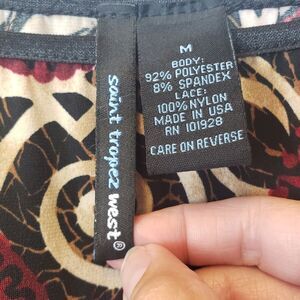 saint tropez west®
M
BODY:
92% POLYESTER
8% SPANDEX
LACE:
100% NYLON
MADE IN USA
RN 101928
CARE ON REVERSE